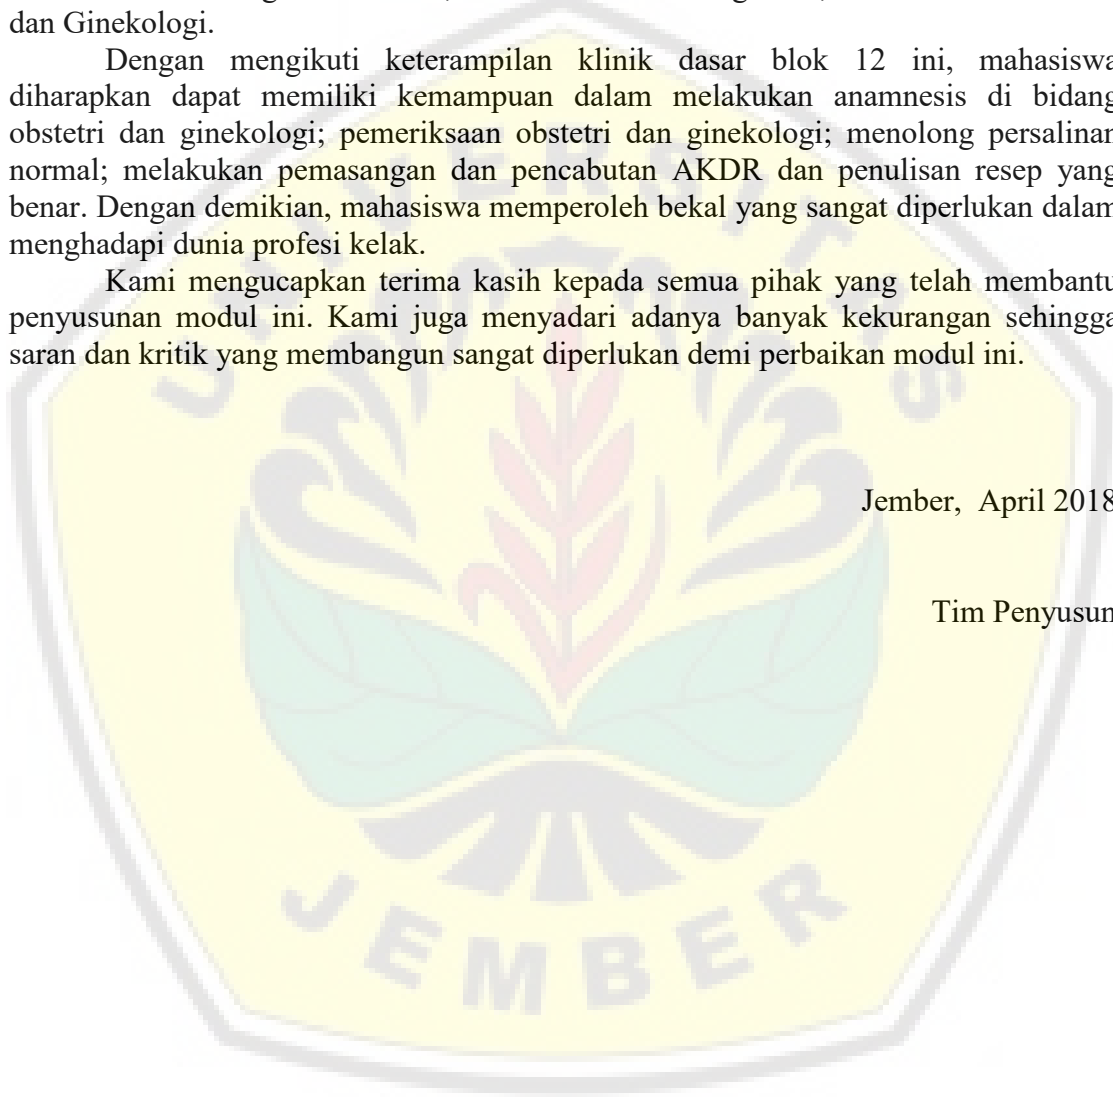 dan Ginekologi.
Dengan mengikuti keterampilan klinik dasar blok 12 ini, mahasiswa
diharapkan dapat memiliki kemampuan dalam melakukan anamnesis di bidang
obstetri dan ginekologi; pemeriksaan obstetri dan ginekologi; menolong persalinan
normal; melakukan pemasangan dan pencabutan AKDR dan penulisan resep yang
benar. Dengan demikian, mahasiswa memperoleh bekal yang sangat diperlukan dalam
menghadapi dunia profesi kelak.
Kami mengucapkan terima kasih kepada semua pihak yang telah membantu
penyusunan modul ini. Kami juga menyadari adanya banyak kekurangan sehingga
saran dan kritik yang membangun sangat diperlukan demi perbaikan modul ini.
Jember, April 2018
Tim Penyusun
UNIVERSITAS
JEMBER